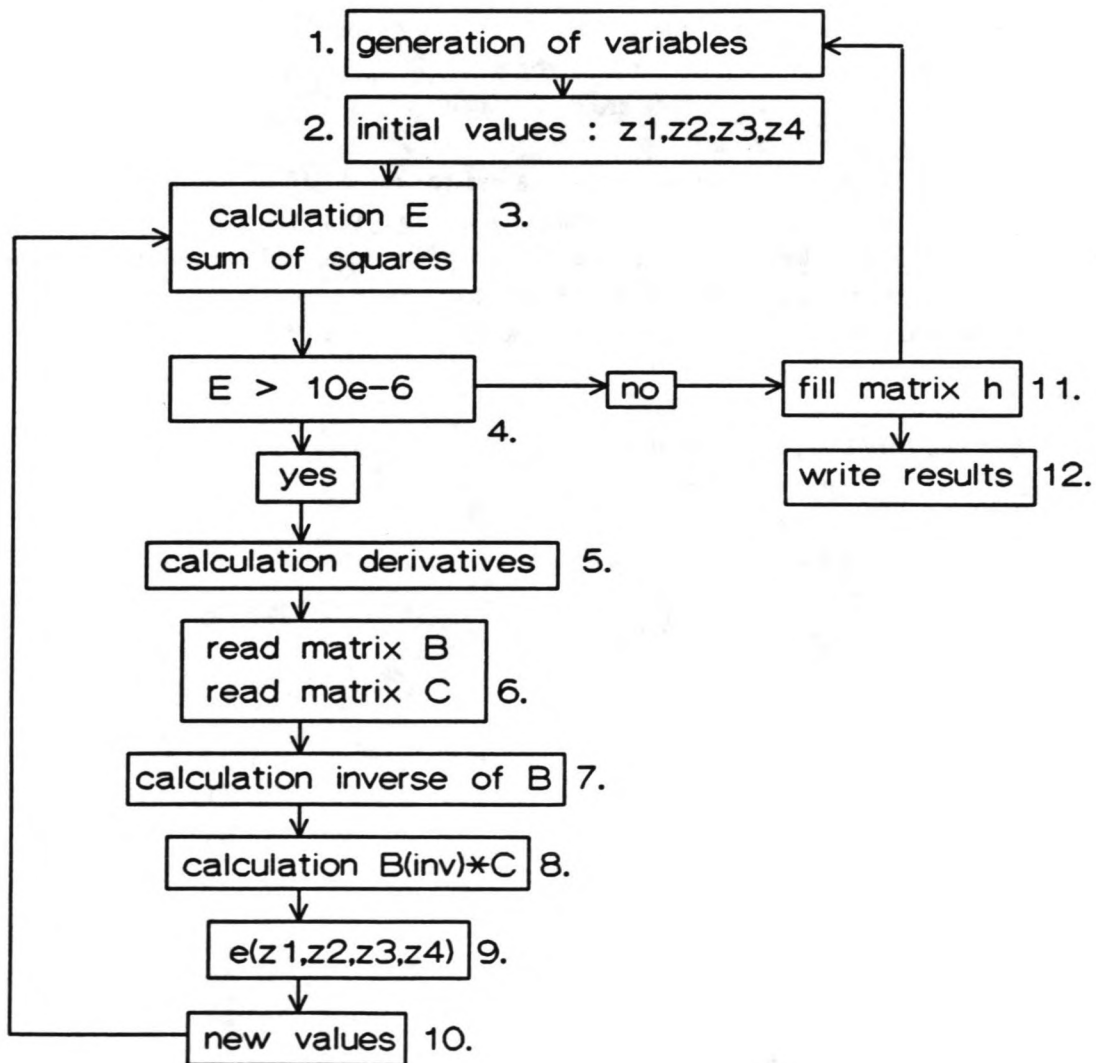 1. generation of variables
2. initial values : z1,z2,z3,z4
calculation E 3.
sum of squares
E > 10e-6
4.
no
fill matrix h 11.
yes
write results 12.
calculation derivatives 5.
read matrix B
read matrix C 6.
calculation inverse of B 7.
calculation B(inv)*C 8.
e(z1,z2,z3,z4) 9.
new values 10.